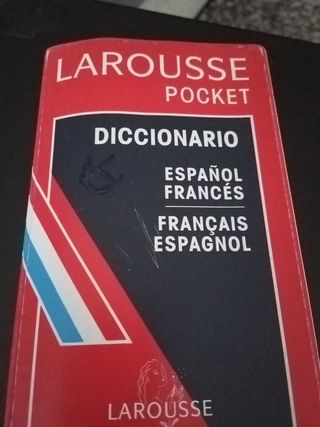 LAROUSSE
POCKET
DICCIONARIO
ESPAÑOL
FRANCÉS
FRANÇAIS
ESPAGNOL
LAROUSSE